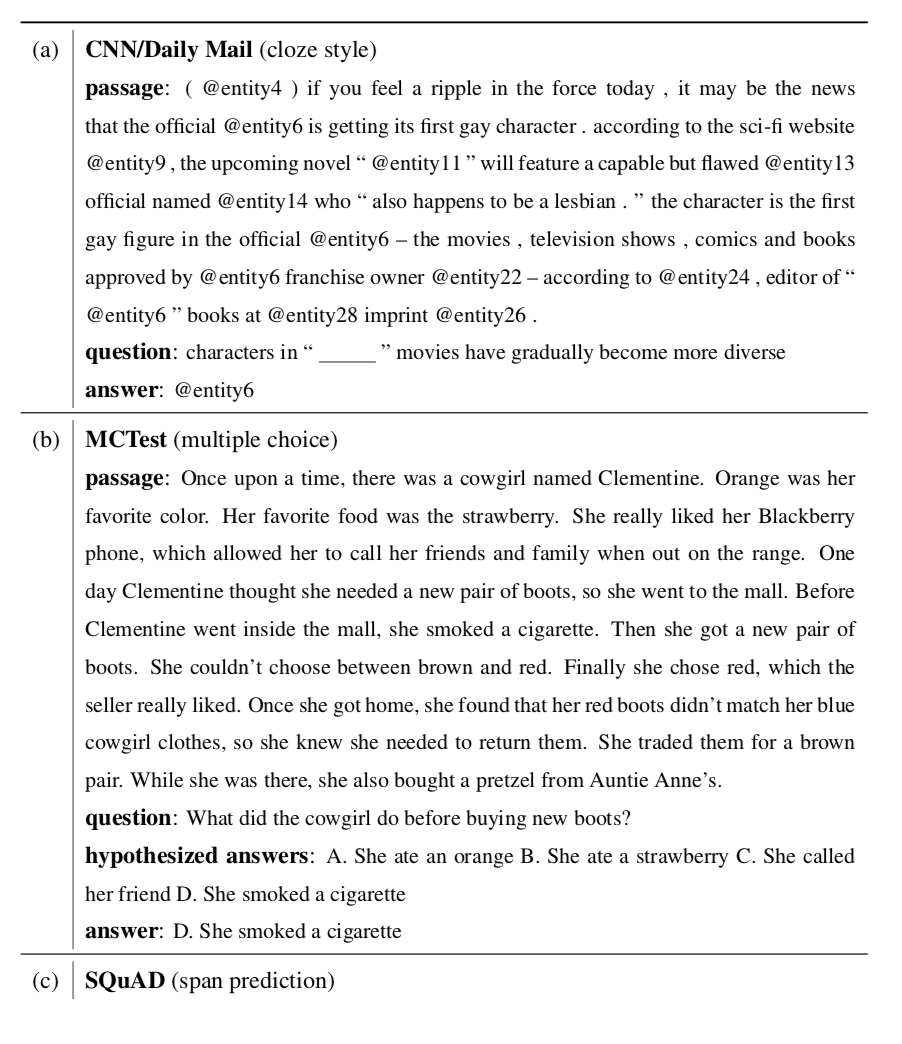 (a) CNN/Daily Mail (cloze style)
passage: ( @entity4 ) if you feel a ripple in the force today , it may be the news
that the official @entity6 is getting its first gay character . according to the sci-fi website
@entity9 , the upcoming novel “ @entity11 ” will feature a capable but flawed @entity13
official named @entity14 who “ also happens to be a lesbian . ” the character is the first
gay figure in the official @entity6 – the movies , television shows , comics and books
approved by @entity6 franchise owner @entity22 – according to @entity24 , editor of “
@entity6 ” books at @entity28 imprint @entity26 .
question: characters in “ _____ ” movies have gradually become more diverse
answer: @entity6
(b) MCTest (multiple choice)
passage: Once upon a time, there was a cowgirl named Clementine. Orange was her
favorite color. Her favorite food was the strawberry. She really liked her Blackberry
phone, which allowed her to call her friends and family when out on the range. One
day Clementine thought she needed a new pair of boots, so she went to the mall. Before
Clementine went inside the mall, she smoked a cigarette. Then she got a new pair of
boots. She couldn’t choose between brown and red. Finally she chose red, which the
seller really liked. Once she got home, she found that her red boots didn’t match her blue
cowgirl clothes, so she knew she needed to return them. She traded them for a brown
pair. While she was there, she also bought a pretzel from Auntie Anne’s.
question: What did the cowgirl do before buying new boots?
hypothesized answers: A. She ate an orange B. She ate a strawberry C. She called
her friend D. She smoked a cigarette
answer: D. She smoked a cigarette
(c) SQuAD (span prediction)